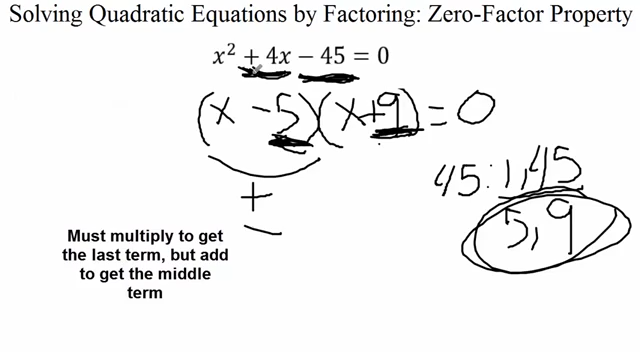 Solving Quadratic Equations by Factoring: Zero-Factor Property
x² + 4x − 45 = 0
(x − 5)(x + 9) = 0
45: 1, 45
5, 9
+
−
Must multiply to get
the last term, but add
to get the middle
term